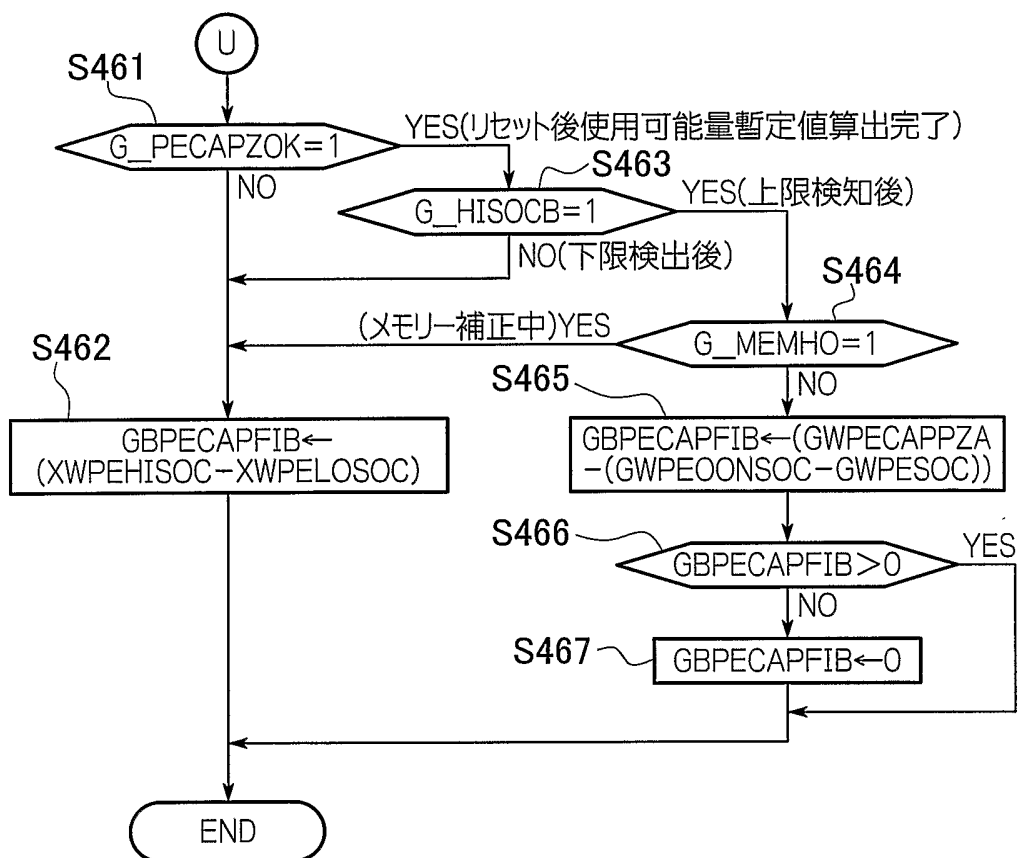 U
S461
G_PECAPZOK=1
YES(リセット後使用可能量暫定値算出完了)
NO
S463
G_HISOCB=1
YES(上限検知後)
NO(下限検出後)
S464
(メモリー補正中)YES
G_MEMHO=1
NO
S462
GBPECAPFIB←
(XWPEHISOC-XWPELOSOC)
S465
GBPECAPFIB←(GWPECAPPZA
-(GWPEOONSOC-GWPESOC))
S466
GBPECAPFIB>0
YES
NO
S467
GBPECAPFIB←0
END